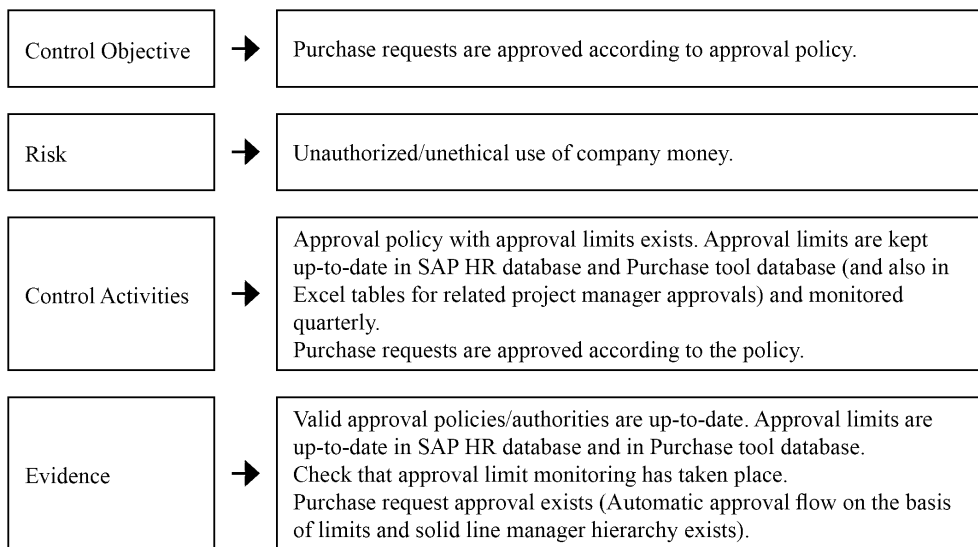 Control Objective
Purchase requests are approved according to approval policy.
Risk
Unauthorized/unethical use of company money.
Control Activities
Approval policy with approval limits exists. Approval limits are kept
up-to-date in SAP HR database and Purchase tool database (and also in
Excel tables for related project manager approvals) and monitored
quarterly.
Purchase requests are approved according to the policy.
Evidence
Valid approval policies/authorities are up-to-date. Approval limits are
up-to-date in SAP HR database and in Purchase tool database.
Check that approval limit monitoring has taken place.
Purchase request approval exists (Automatic approval flow on the basis
of limits and solid line manager hierarchy exists).